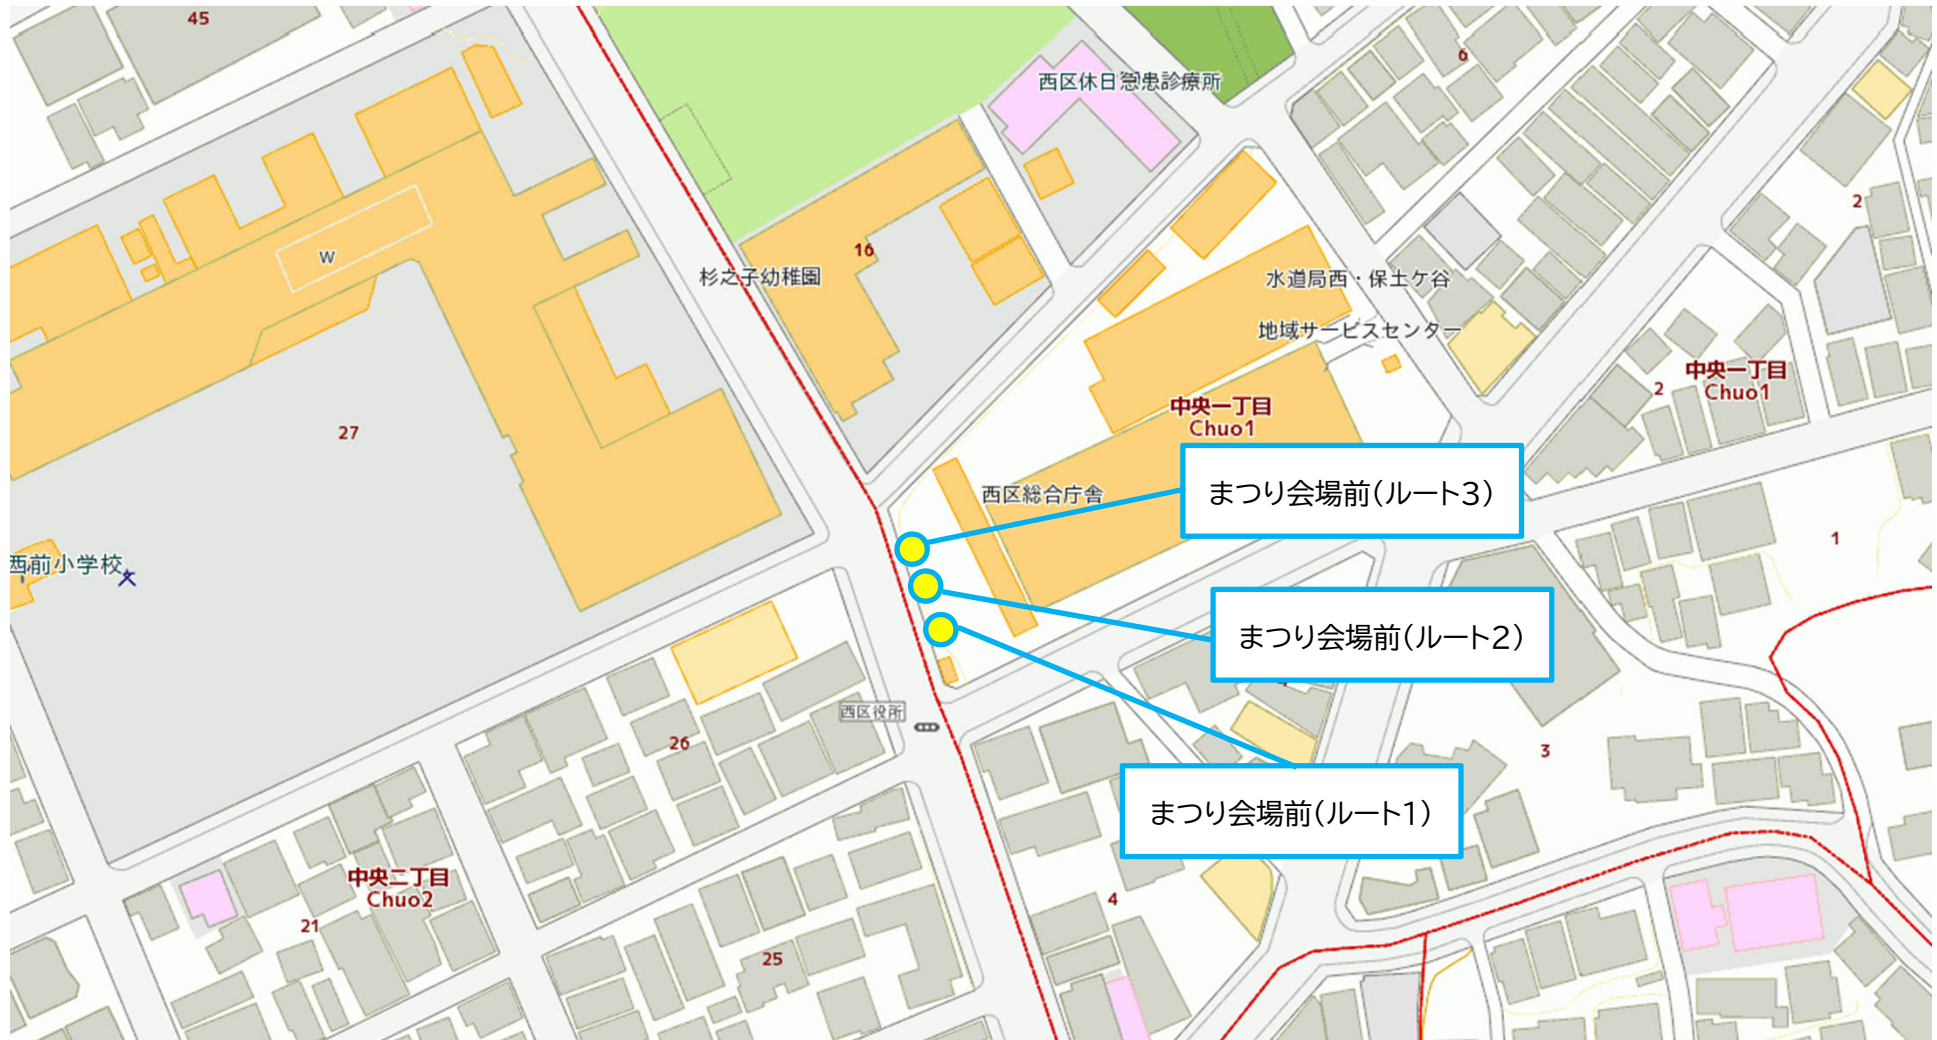 45
6
西区休日急患診療所
2
W
16
杉之子幼稚園
水道局西・保土ケ谷
地域サービスセンター
中央一丁目
Chuo1
2
中央一丁目
Chuo1
27
まつり会場前(ルート3)
西区総合庁舎
1
西前小学校
文
まつり会場前(ルート2)
西区役所
26
3
まつり会場前(ルート1)
中央二丁目
Chuo2
4
21
25